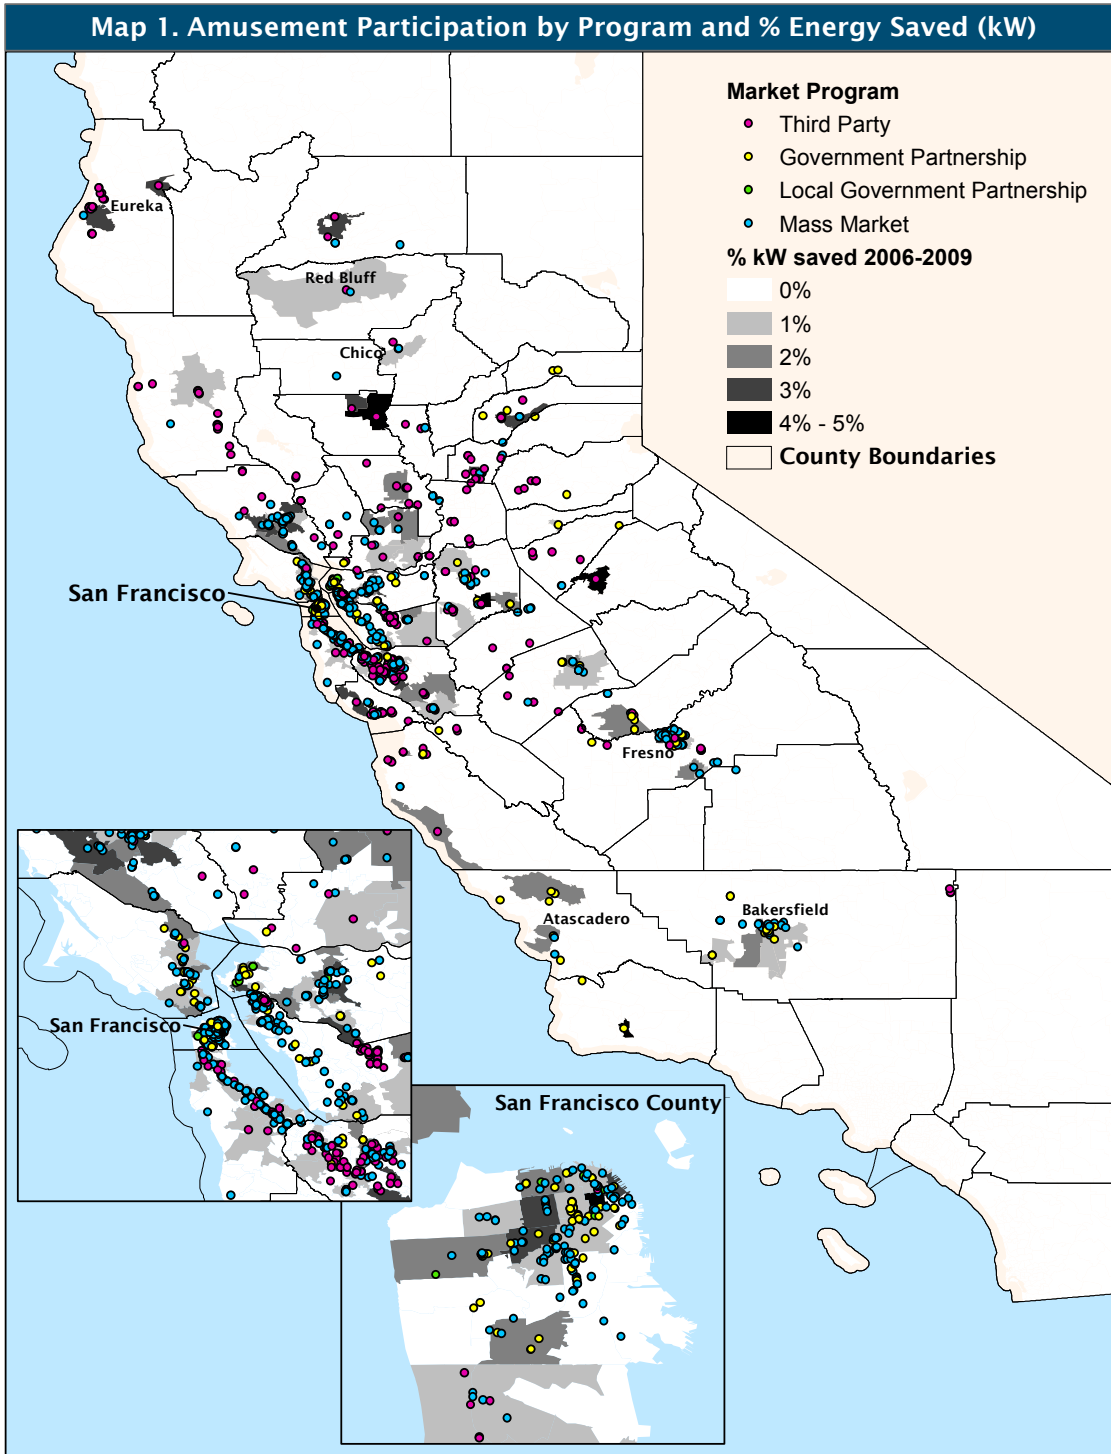 Map 1. Amusement Participation by Program and % Energy Saved (kW)
Market Program
Third Party
Government Partnership
Local Government Partnership
Mass Market
% kW saved 2006-2009
0%
1%
2%
3%
4% - 5%
County Boundaries
Eureka
Red Bluff
Chico
San Francisco
Fresno
Atascadero
Bakersfield
San Francisco
San Francisco County